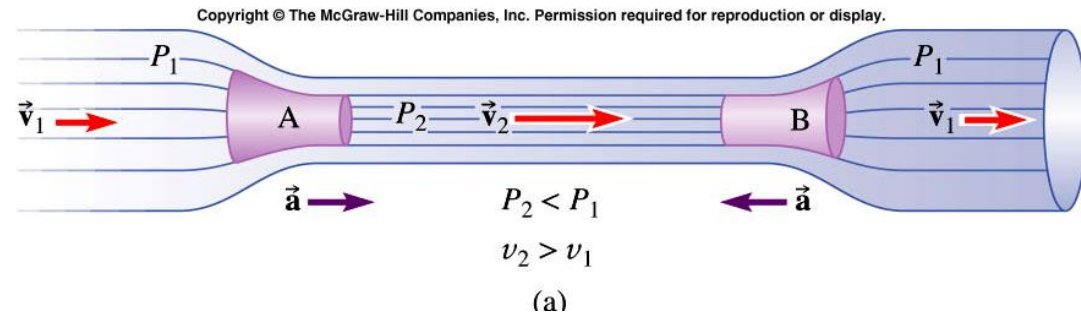 Copyright © The McGraw-Hill Companies, Inc. Permission required for reproduction or display.
P₁ P₁
v⃗₁ A P₂ v⃗₂ B v⃗₁
a⃗ P₂ < P₁ a⃗
v₂ > v₁
(a)